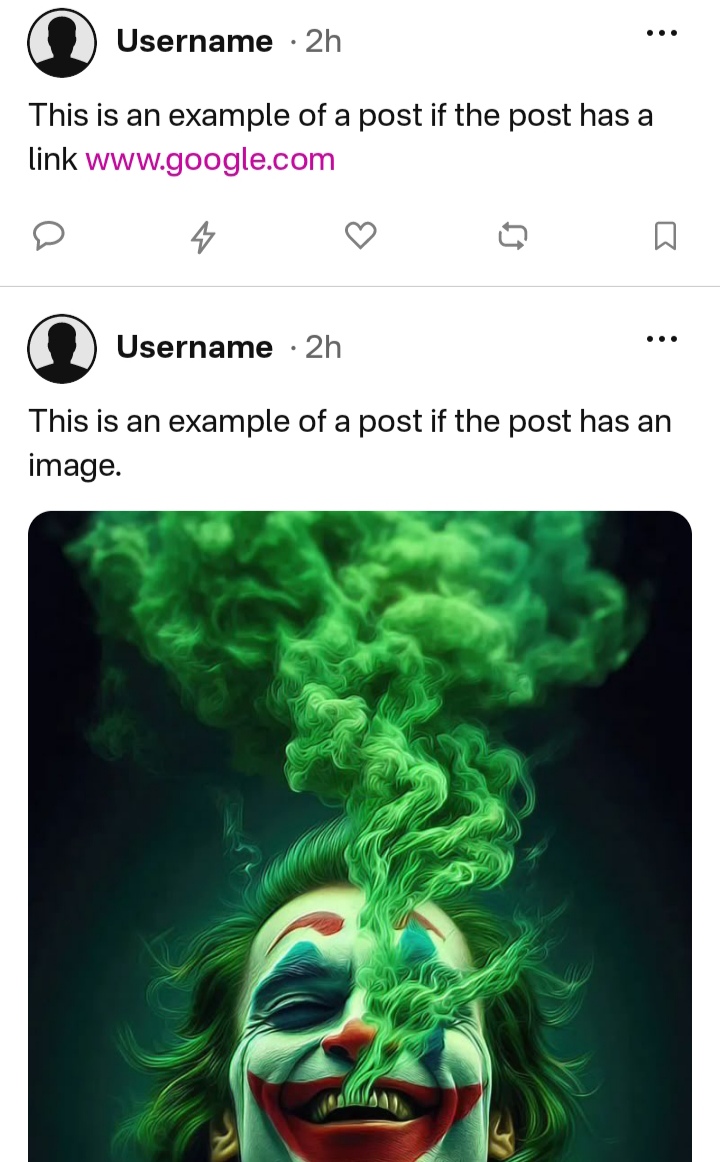 Username · 2h
This is an example of a post if the post has a
link www.google.com
Username · 2h
This is an example of a post if the post has an
image.